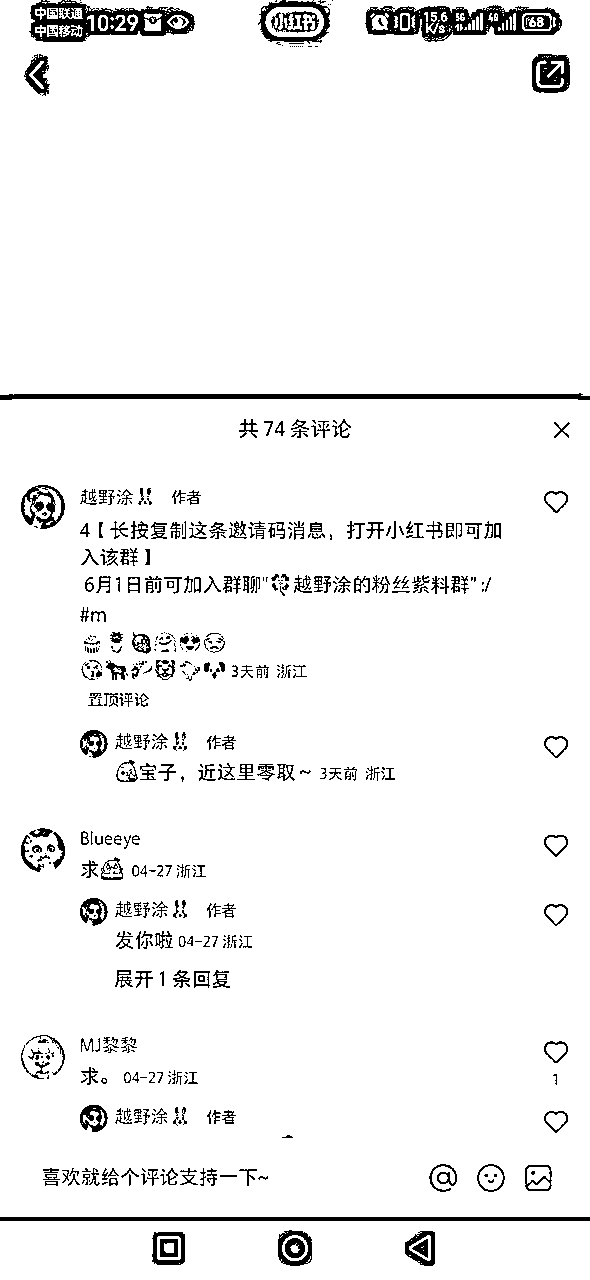 中国联通
中国移动
10:29
小红书
15.6
K/s
5G
4G
68
共 74 条评论
越野涂 作者
4【长按复制这条邀请码消息，打开小红书即可加
入该群】
6月1日前可加入群聊"🍀越野涂的粉丝紫料群" :/
#m
3天前 浙江
置顶评论
越野涂 作者
宝子，近这里零取~ 3天前 浙江
Blueeye
求 04-27 浙江
越野涂 作者
发你啦 04-27 浙江
展开 1 条回复
MJ黎黎
求。 04-27 浙江
1
越野涂 作者
喜欢就给个评论支持一下~